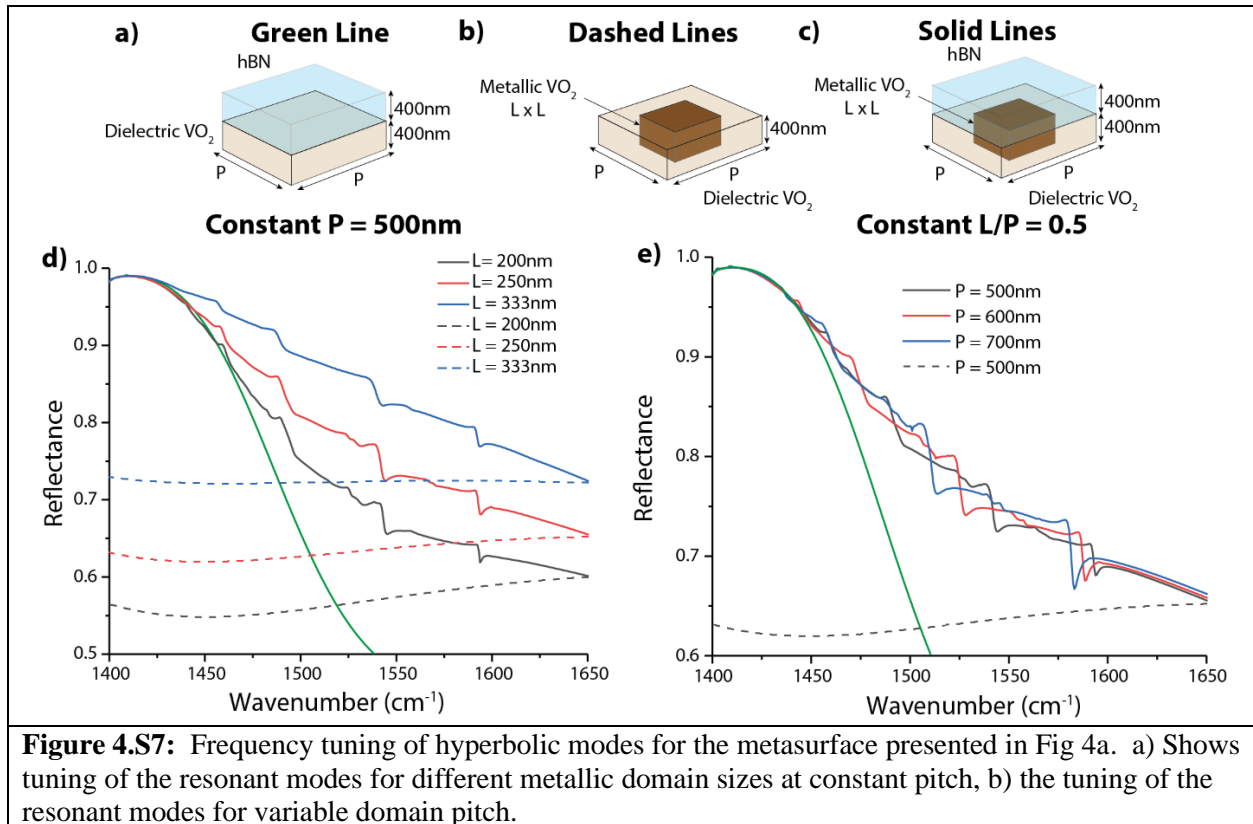 a) Green Line
hBN
Dielectric VO2
400nm
400nm
P
P
b) Dashed Lines
Metallic VO2
L x L
400nm
P
P
Dielectric VO2
c) Solid Lines
hBN
Metallic VO2
L x L
400nm
400nm
P
P
Dielectric VO2
Constant P = 500nm
d)
L= 200nm
L = 250nm
L = 333nm
L = 200nm
L = 250nm
L = 333nm
1.0
0.9
0.8
0.7
0.6
0.5
Reflectance
1400 1450 1500 1550 1600 1650
Wavenumber (cm-1)
Constant L/P = 0.5
e)
P = 500nm
P = 600nm
P = 700nm
P = 500nm
1.0
0.9
0.8
0.7
0.6
Reflectance
1400 1450 1500 1550 1600 1650
Wavenumber (cm-1)
Figure 4.S7: Frequency tuning of hyperbolic modes for the metasurface presented in Fig 4a. a) Shows
tuning of the resonant modes for different metallic domain sizes at constant pitch, b) the tuning of the
resonant modes for variable domain pitch.